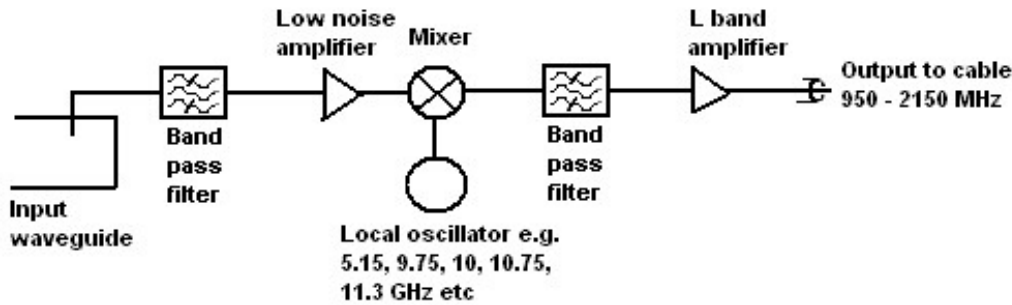 Low noise
amplifier
Mixer
L band
amplifier
Output to cable
950 - 2150 MHz
Band
pass
filter
Band
pass
filter
Input
waveguide
Local oscillator e.g.
5.15, 9.75, 10, 10.75,
11.3 GHz etc